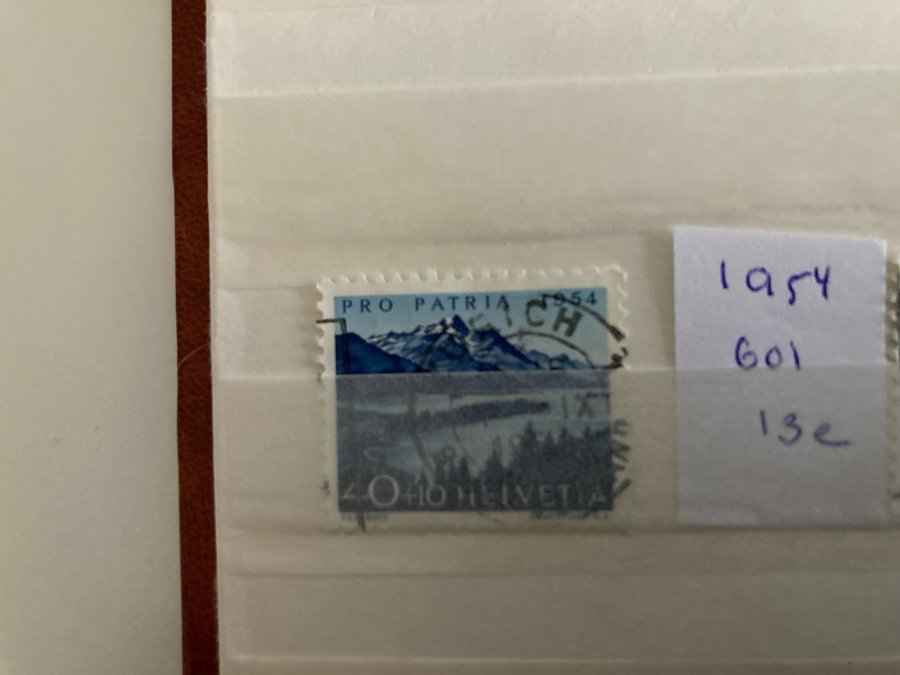 PRO PATRIA 1954
40+10 HELVETIA
1954
601
13e